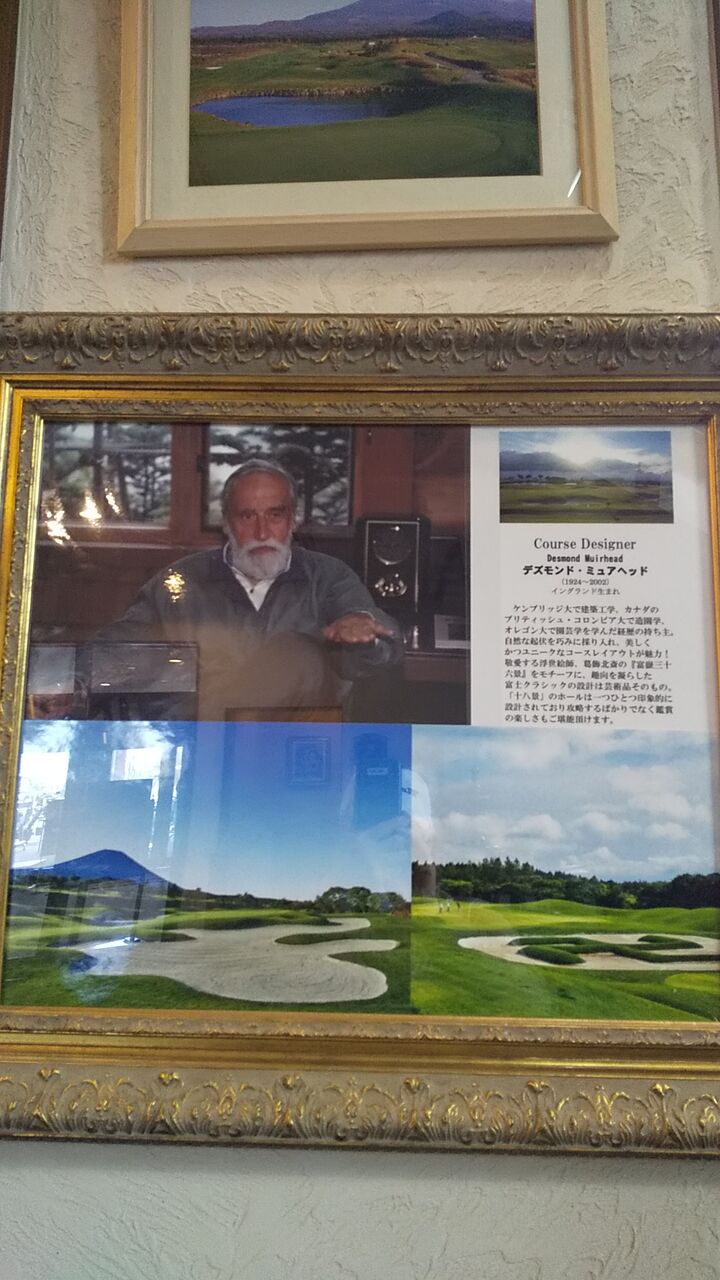 Course Designer
Desmond Muirhead
デズモンド・ミュアヘッド
(1924～2002)
イングランド生まれ
ケンブリッジ大で建築工学、カナダの
ブリティッシュ・コロンビア大で造園学、
オレゴン大で園芸学を学んだ経歴の持ち主。
自然な起伏を巧みに採り入れ、美しく
かつユニークなコースレイアウトが魅力！
敬愛する浮世絵師、葛飾北斎の『富嶽三十
六景』をモチーフに、趣向を凝らした
富士クラシックの設計は芸術品そのもの。
「十八景」のホールは一つひとつ印象的に
設計されており攻略するばかりでなく鑑賞
の楽しさもご堪能頂けます。